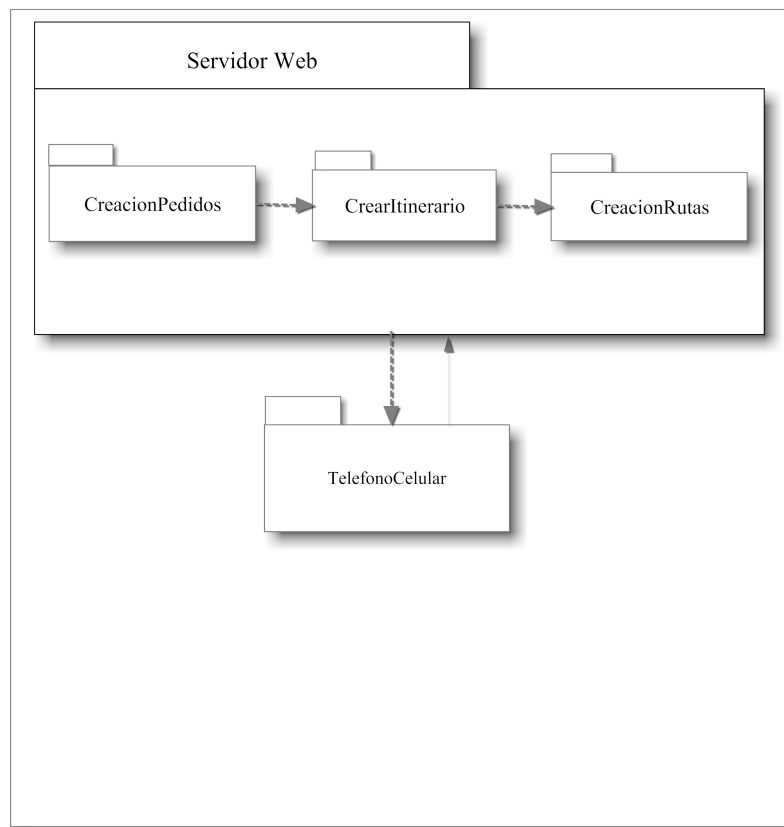 Servidor Web
CreacionPedidos
CrearItinerario
CreacionRutas
TelefonoCelular